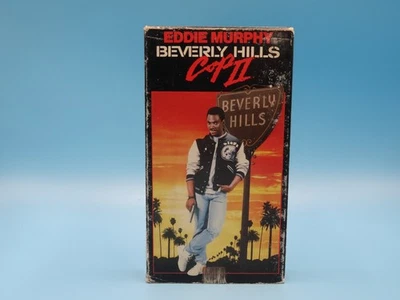 EDDIE MURPHY
BEVERLY HILLS
COP II
BEVERLY
HILLS